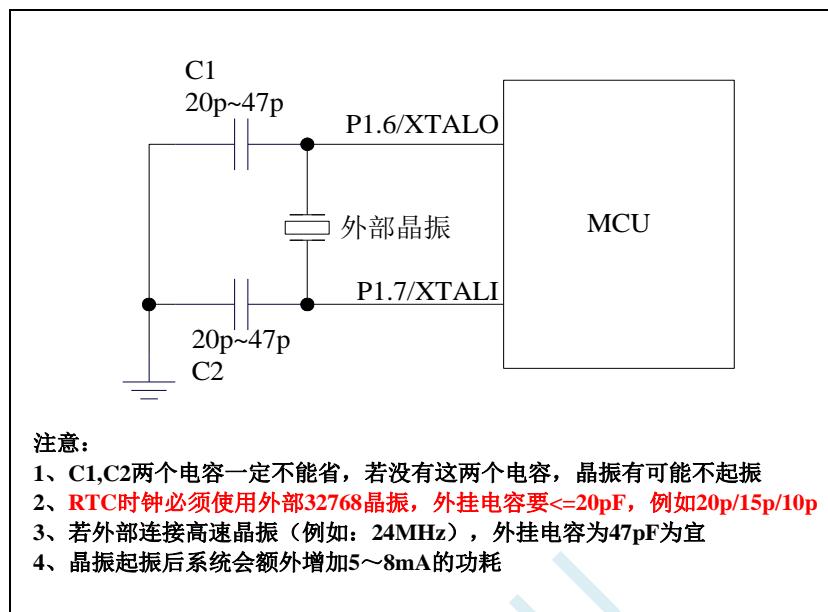 C1
20p~47p
P1.6/XTALO
外部晶振
MCU
P1.7/XTALI
20p~47p
C2
注意：
1、C1,C2两个电容一定不能省，若没有这两个电容，晶振有可能不起振
2、RTC时钟必须使用外部32768晶振，外挂电容要<=20pF，例如20p/15p/10p
3、若外部连接高速晶振（例如：24MHz），外挂电容为47pF为宜
4、晶振起振后系统会额外增加5～8mA的功耗